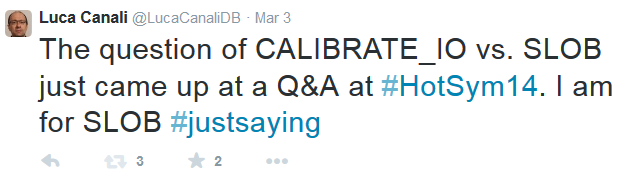 Luca Canali @LucaCanaliDB · Mar 3
The question of CALIBRATE_IO vs. SLOB
just came up at a Q&A at #HotSym14. I am
for SLOB #justsaying
3 2